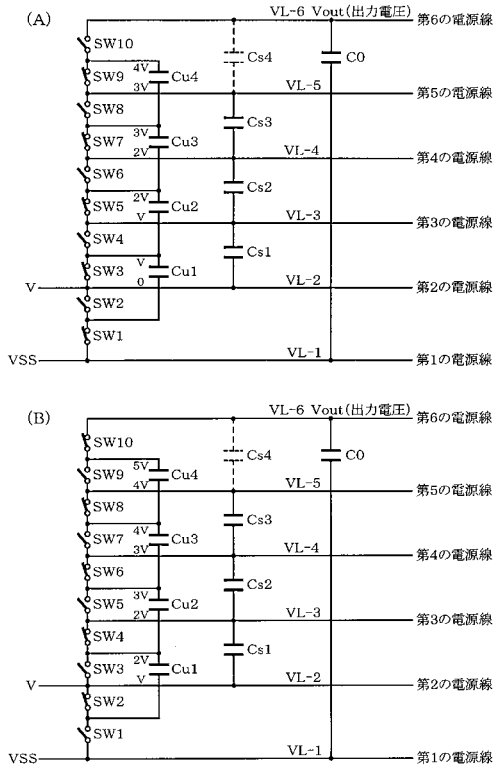 (A)
VL-6 Vout(出力電圧)
第6の電源線
SW10
4V
Cu4
Cs4
C0
SW9
3V
VL-5
第5の電源線
SW8
Cs3
SW7
3V
Cu3
2V
VL-4
第4の電源線
SW6
Cs2
SW5
2V
Cu2
V
VL-3
第3の電源線
SW4
Cs1
SW3
V
Cu1
0
V
VL-2
第2の電源線
SW2
SW1
VSS
VL-1
第1の電源線
(B)
VL-6 Vout(出力電圧)
第6の電源線
SW10
5V
Cu4
Cs4
C0
SW9
4V
VL-5
第5の電源線
SW8
Cs3
SW7
4V
Cu3
3V
VL-4
第4の電源線
SW6
Cs2
SW5
3V
Cu2
2V
VL-3
第3の電源線
SW4
Cs1
SW3
2V
Cu1
V
V
VL-2
第2の電源線
SW2
SW1
VSS
VL-1
第1の電源線